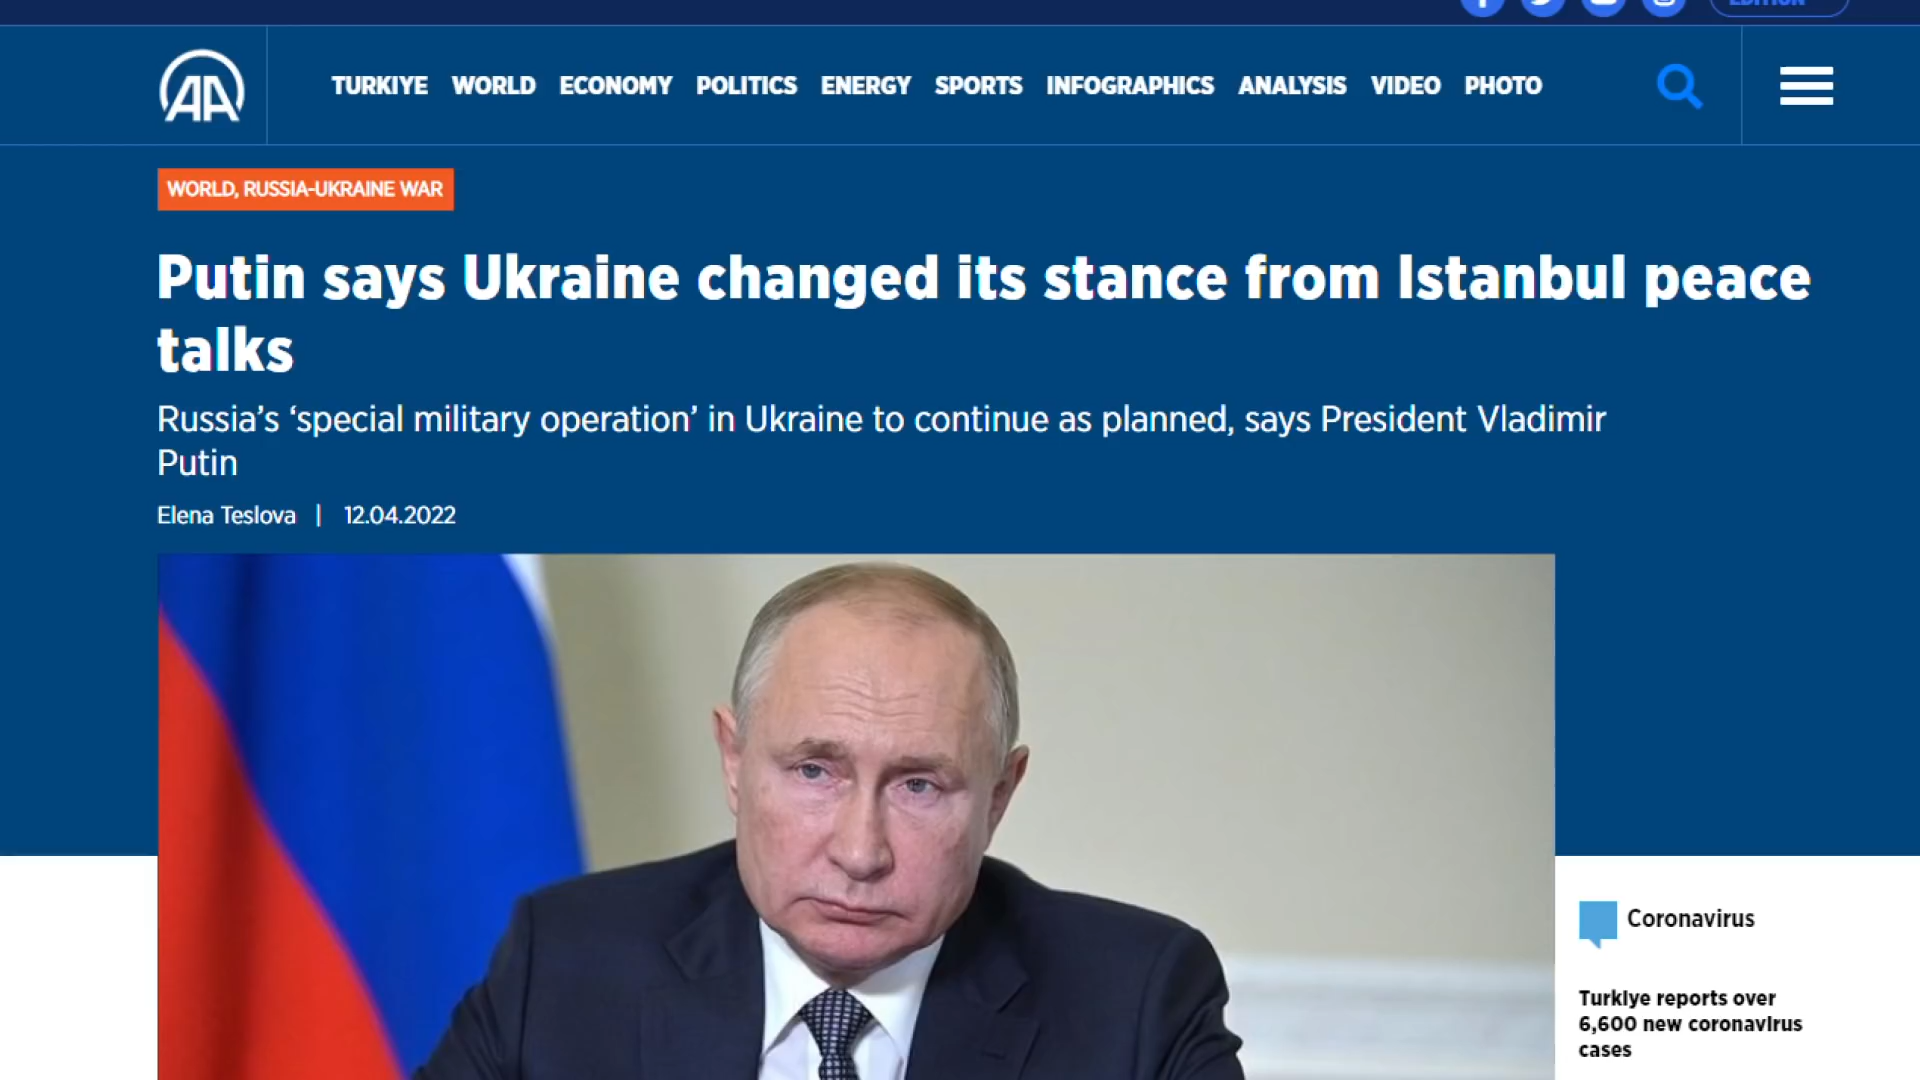 EDITION
AA
TURKIYE WORLD ECONOMY POLITICS ENERGY SPORTS INFOGRAPHICS ANALYSIS VIDEO PHOTO
WORLD, RUSSIA-UKRAINE WAR
Putin says Ukraine changed its stance from Istanbul peace
talks
Russia’s ‘special military operation’ in Ukraine to continue as planned, says President Vladimir
Putin
Elena Teslova | 12.04.2022
Coronavirus
Turkiye reports over
6,600 new coronavirus
cases